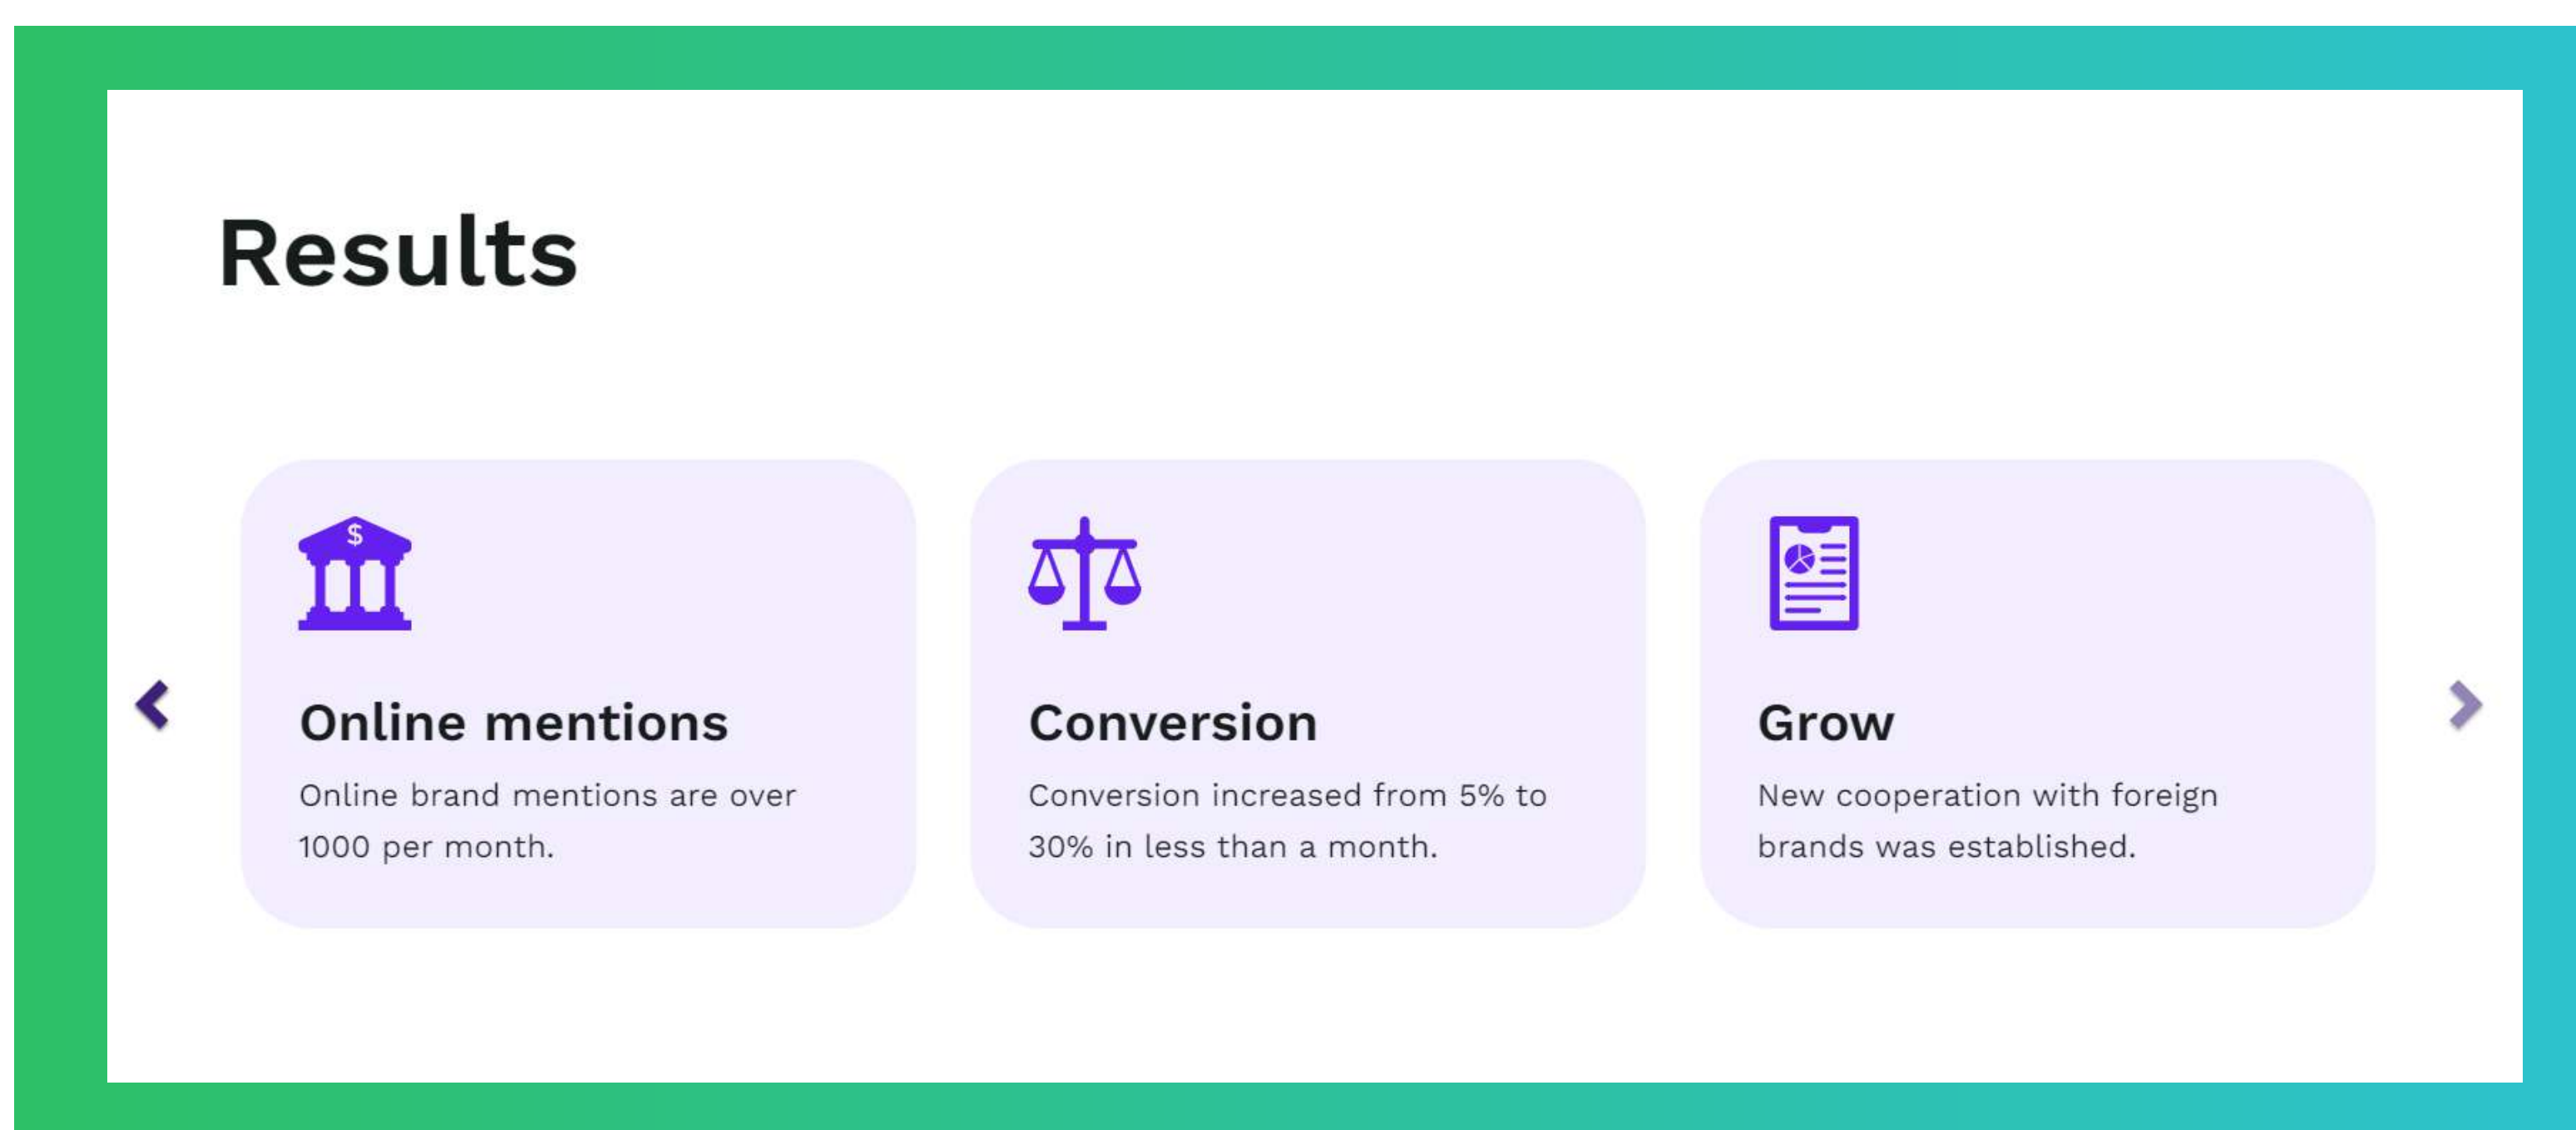 Results
$
Online mentions
Online brand mentions are over
1000 per month.
Conversion
Conversion increased from 5% to
30% in less than a month.
Grow
New cooperation with foreign
brands was established.